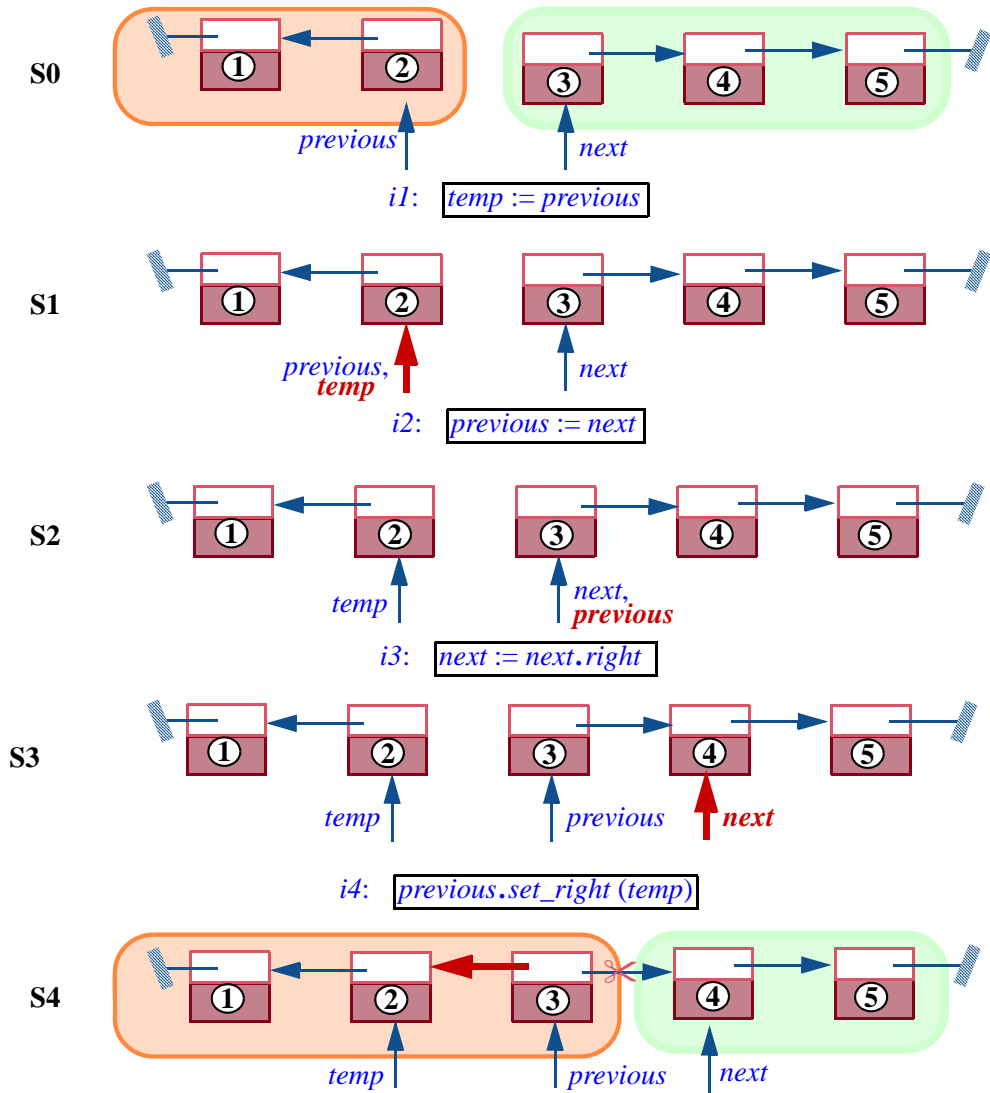 S0
1 2 3 4 5
previous next
i1: temp := previous
S1
1 2 3 4 5
previous, next
temp
i2: previous := next
S2
1 2 3 4 5
temp next,
previous
i3: next := next.right
S3
1 2 3 4 5
temp previous next
i4: previous.set_right (temp)
S4
1 2 3 4 5
temp previous next